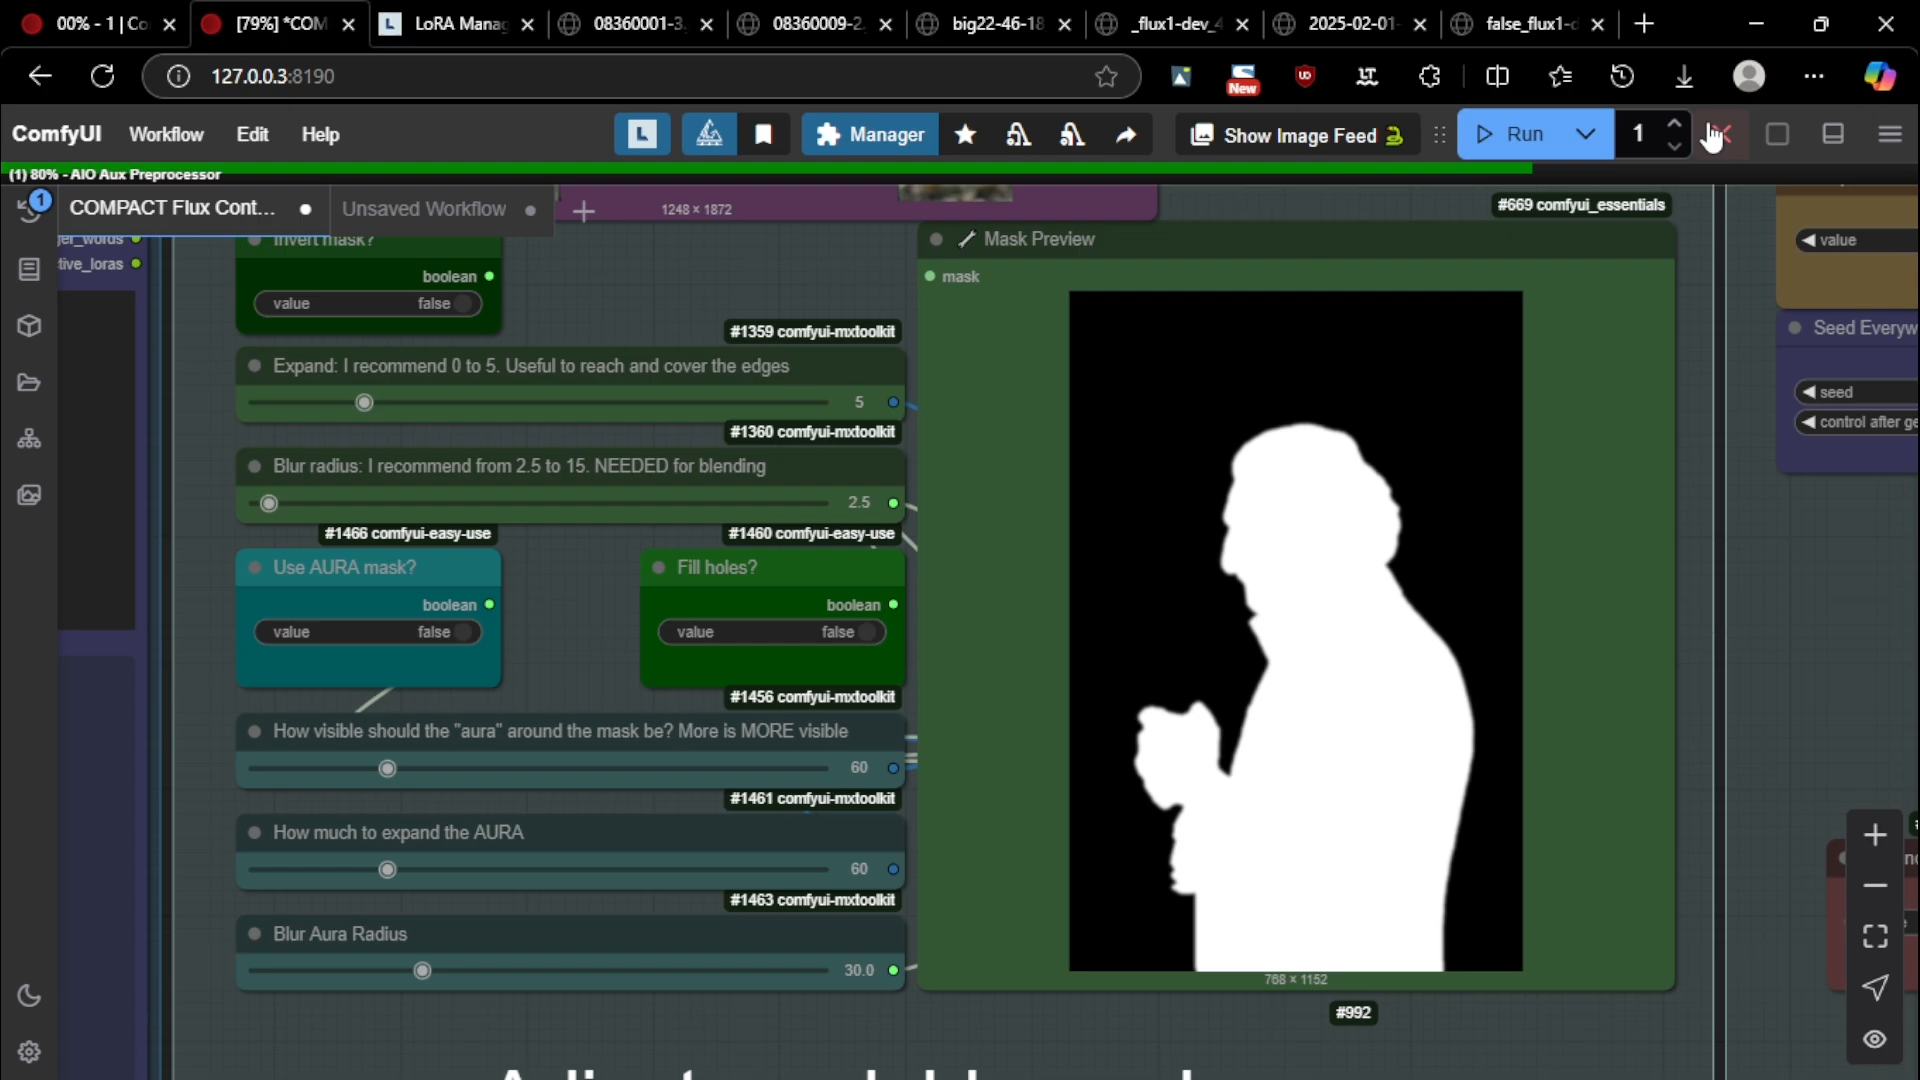 00% - 1 | Co
[79%] *COM
LoRA Manag
08360001-3
08360009-2
big22-46-18
_flux1-dev_4
2025-02-01-
false_flux1-d
127.0.0.3:8190
New
ComfyUI
Workflow
Edit
Help
L
Manager
Show Image Feed
Run
1
(1) 80% - AIO Aux Preprocessor
1
COMPACT Flux Cont...
Unsaved Workflow
1248 × 1872
#669 comfyui_essentials
ger_words
tive_loras
Invert mask?
boolean
value false
#1359 comfyui-mxtoolkit
Expand: I recommend 0 to 5. Useful to reach and cover the edges
5
#1360 comfyui-mxtoolkit
Blur radius: I recommend from 2.5 to 15. NEEDED for blending
2.5
#1466 comfyui-easy-use
#1460 comfyui-easy-use
Use AURA mask?
boolean
value false
Fill holes?
boolean
value false
#1456 comfyui-mxtoolkit
How visible should the "aura" around the mask be? More is MORE visible
60
#1461 comfyui-mxtoolkit
How much to expand the AURA
60
#1463 comfyui-mxtoolkit
Blur Aura Radius
30.0
Mask Preview
mask
768 × 1152
#992
value
Seed Everyw
seed
control after ge